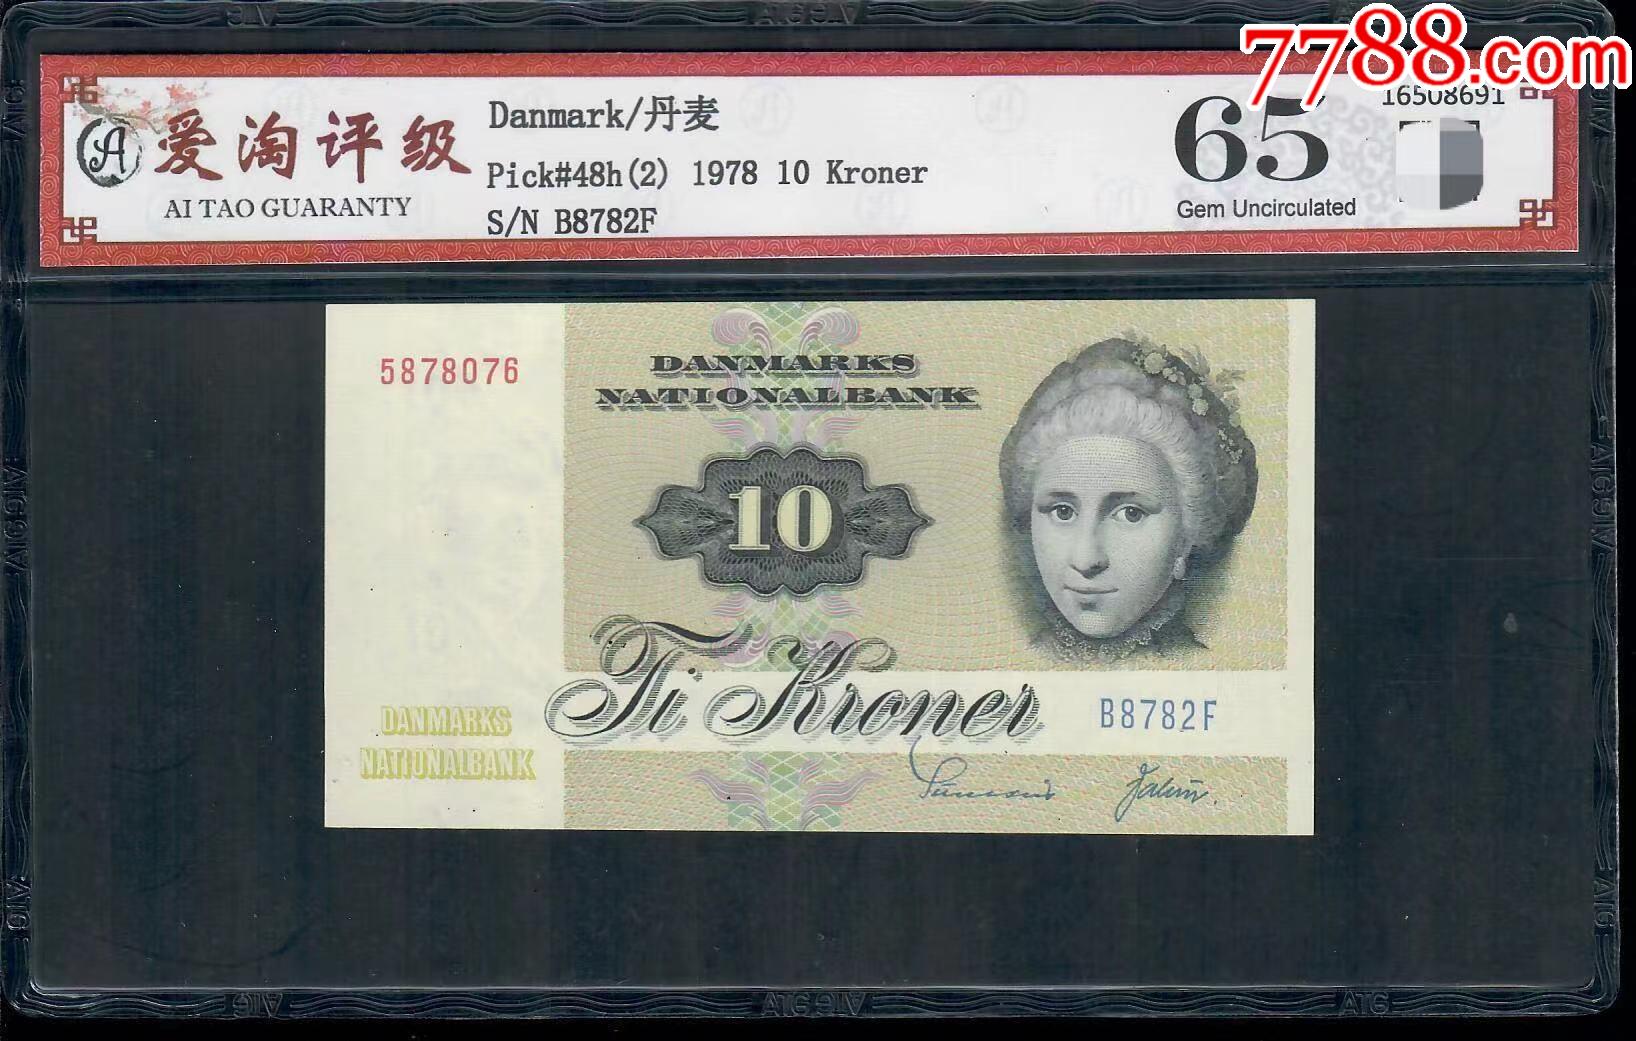 7788.com
爱淘评级
AI TAO GUARANTY
Danmark/丹麦
Pick#48h(2) 1978 10 Kroner
S/N B8782F
65
Gem Uncirculated
16508691
5878076
DANMARKS
NATIONALBANK
10
Ti Kroner
B8782F
DANMARKS
NATIONALBANK